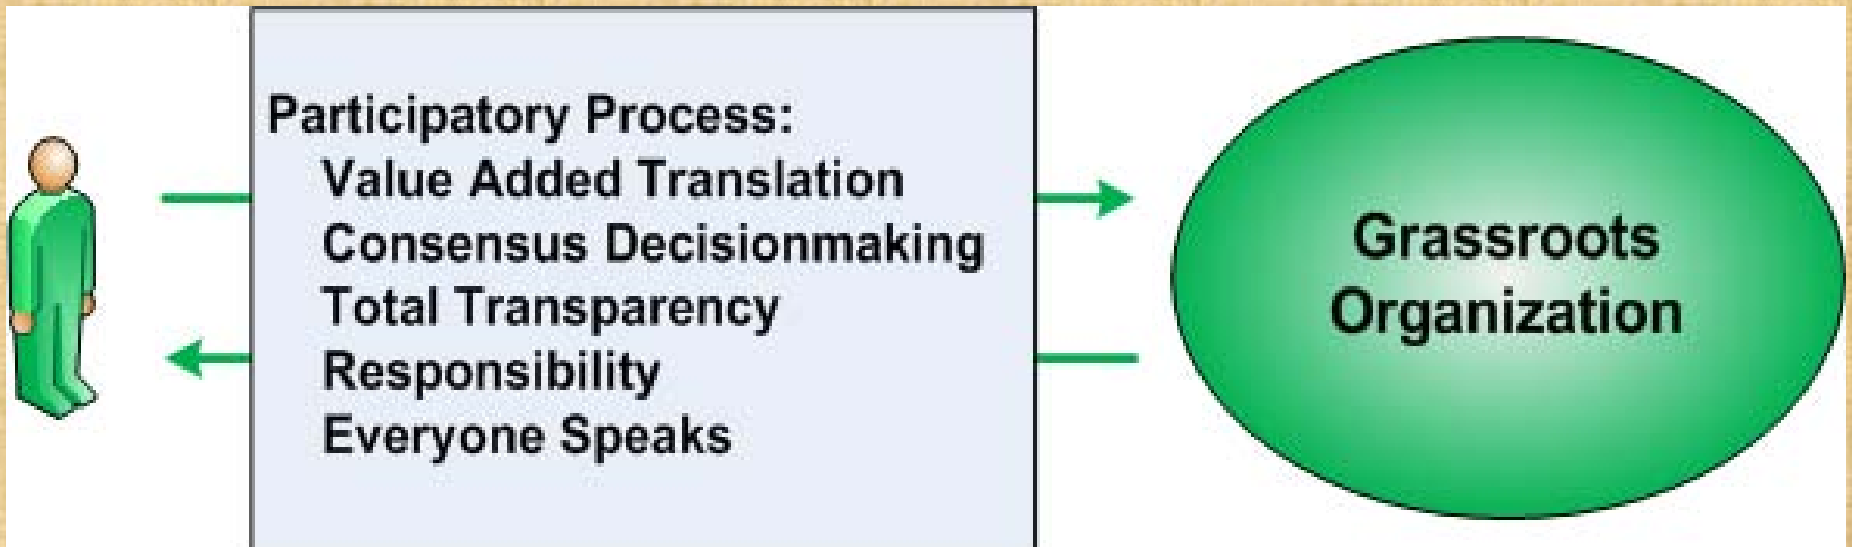 Participatory Process:
Value Added Translation
Consensus Decisionmaking
Total Transparency
Responsibility
Everyone Speaks
Grassroots
Organization